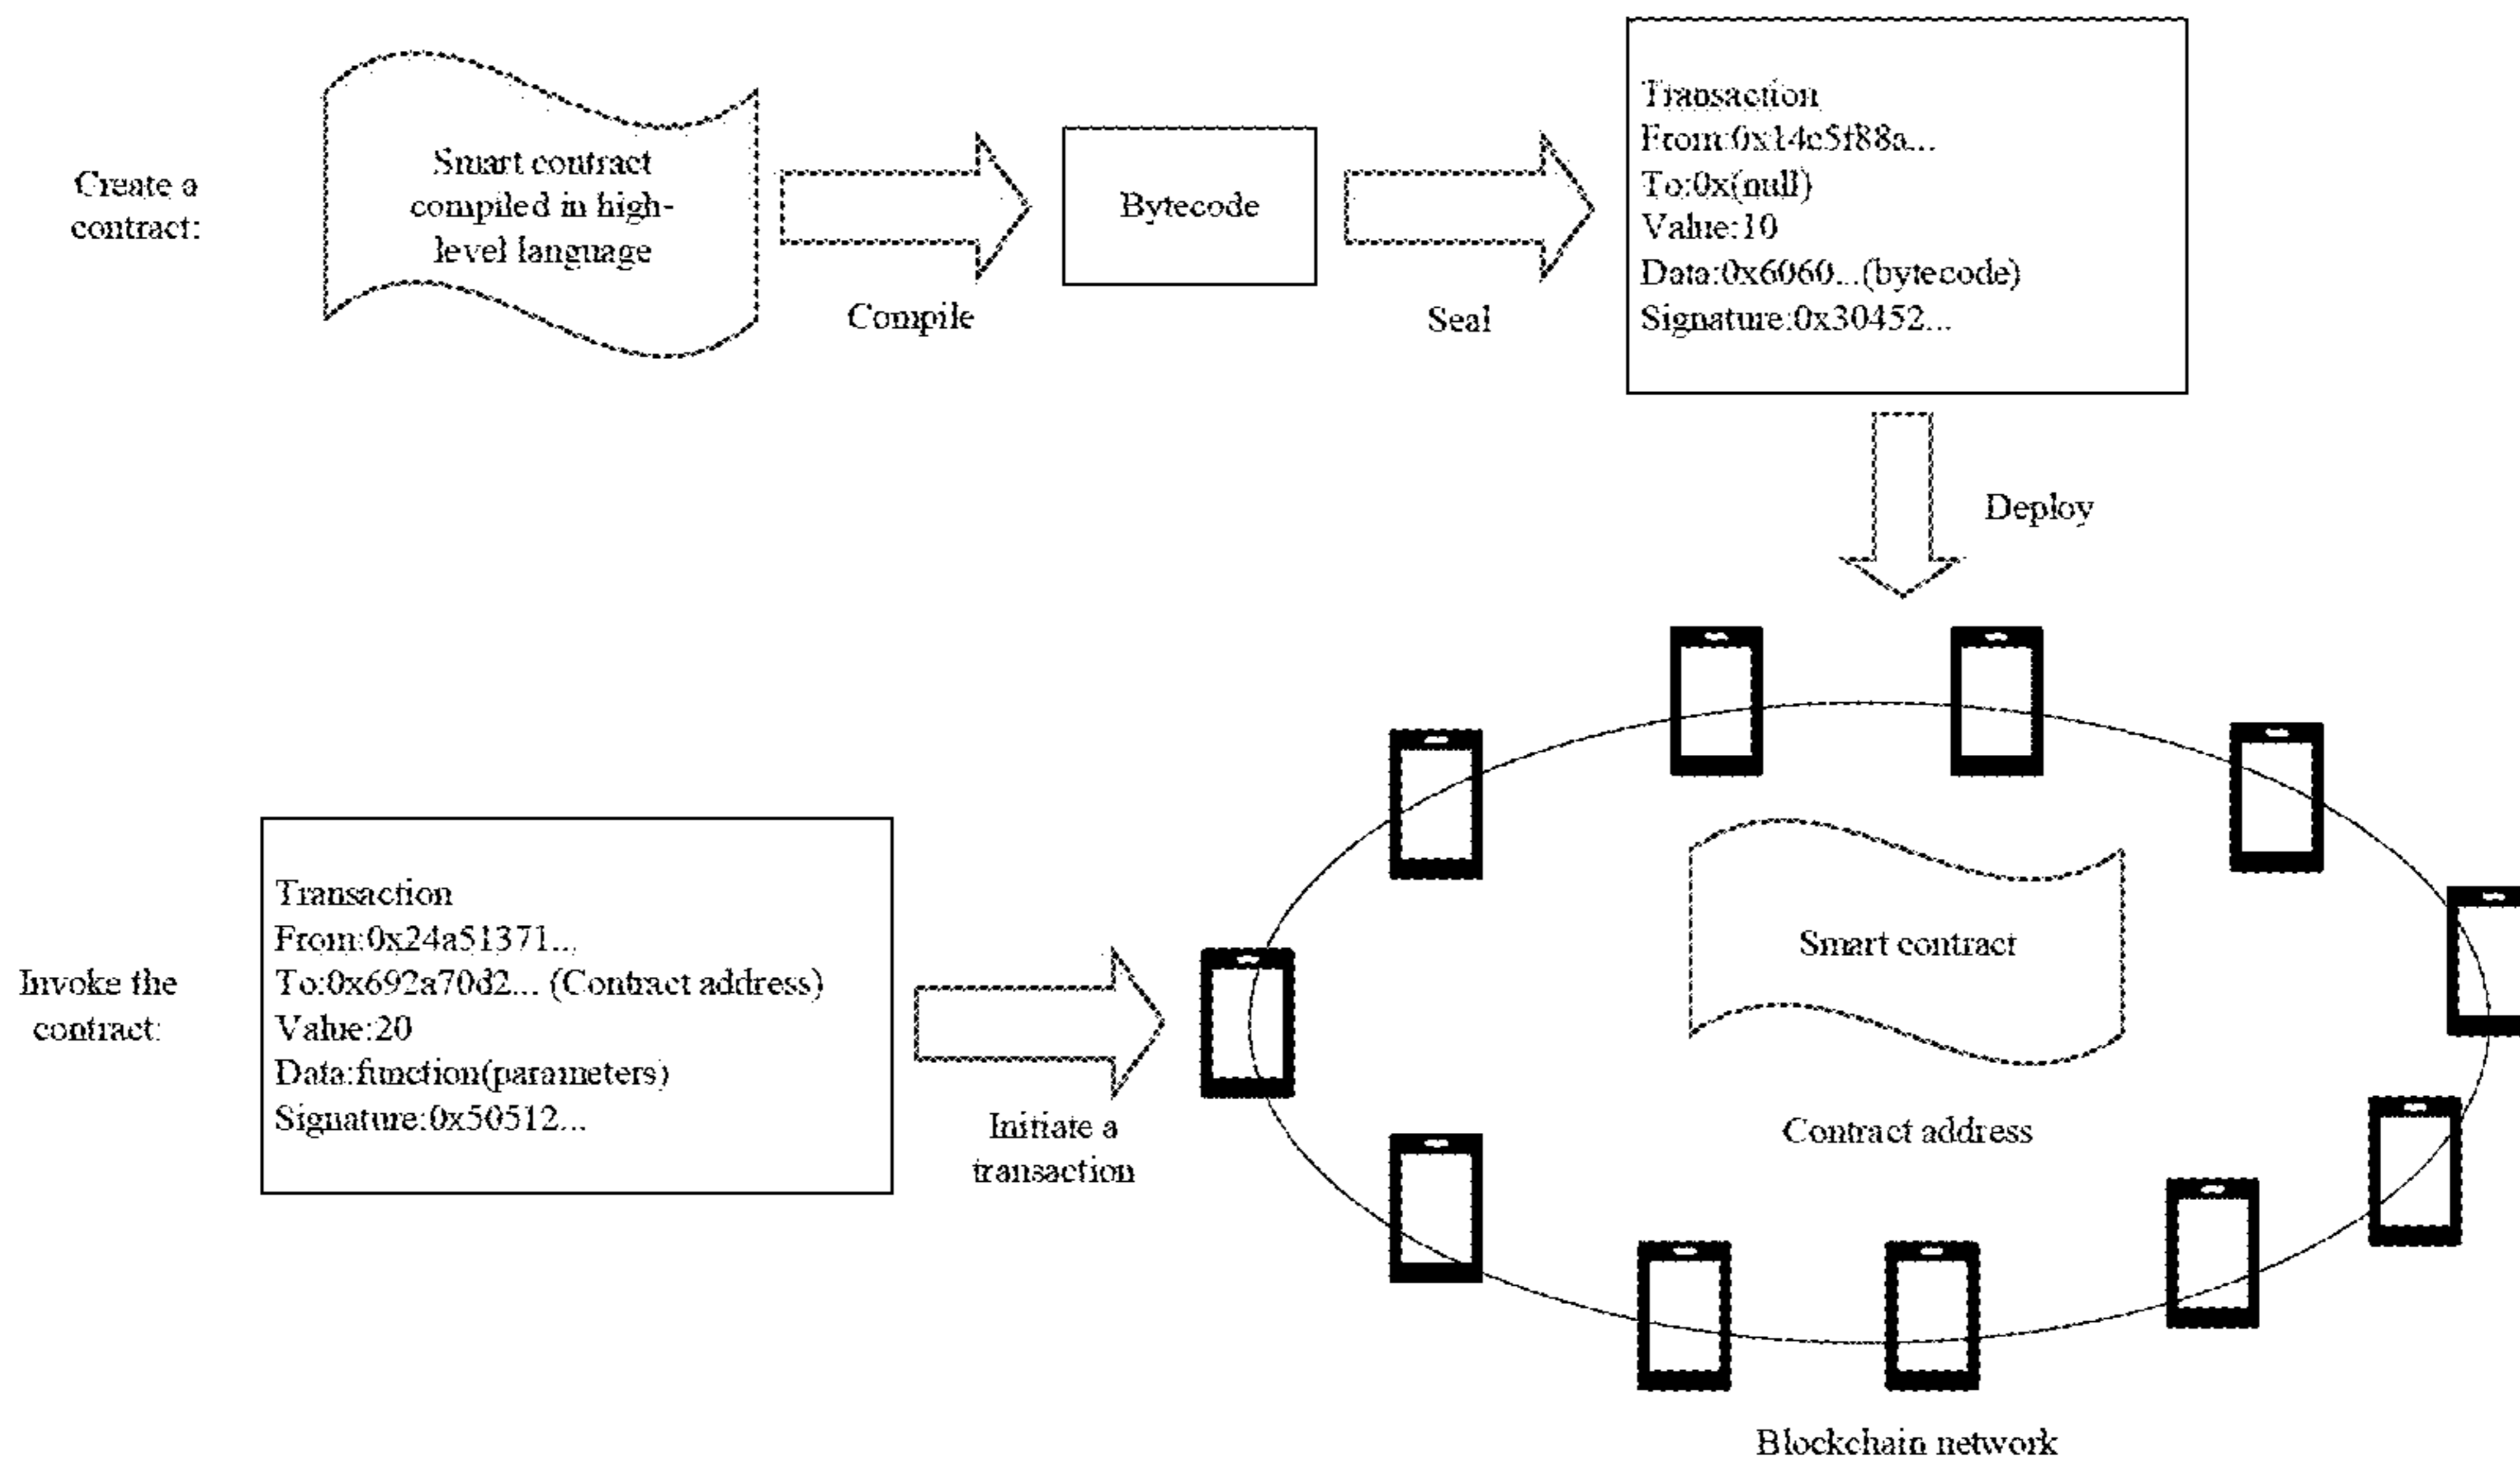 Create a
contract:
Smart contract
compiled in high-
level language
Compile
Bytecode
Seal
Transaction
From:0x14c5f88a...
To:0x(null)
Value:10
Data:0x6060...(bytecode)
Signature:0x30452...
Deploy
Invoke the
contract:
Transaction
From:0x24a51371...
To:0x692a70d2... (Contract address)
Value:20
Data:function(parameters)
Signature:0x50512...
Initiate a
transaction
Smart contract
Contract address
Blockchain network